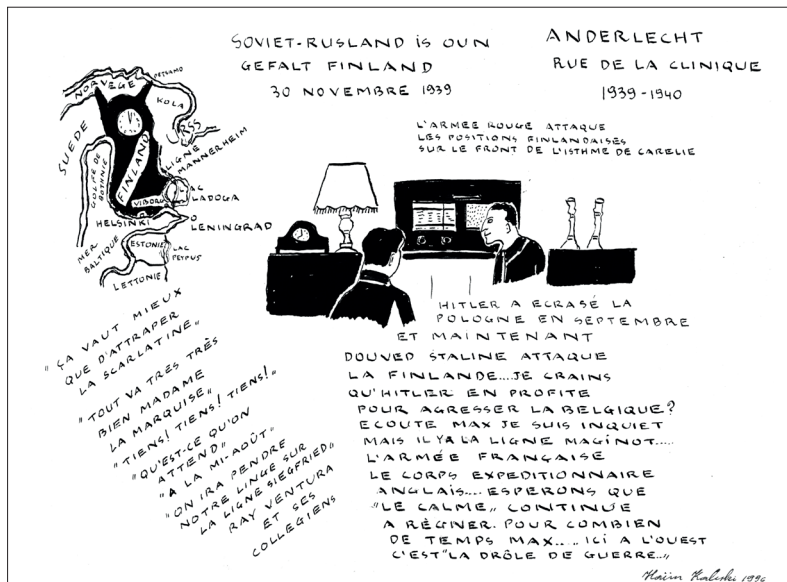 SOVIET-RUSLAND iS OUN
GEFALT FINLAND
30 NOVEMBRE 1939
ANDERLECHT
RUE DE LA CLINIQUE
1939-1940
L'ARMEE ROUGE ATTAQUE
LES POSITIONS FINLANDAISES
SUR LE FRONT DE L'ISTHME DE CARELIE
NORVEGE
PETSAMO
KOLA
URSS
SUEDE
GOLFE DE
BOTHNIE
FINLAND
LIGNE
MANNERHEIM
VIBORG
LAC
LADOGA
HELSINKI
LENINGRAD
MER
BALTIQUE
ESTONIE
LAC
PEIPUS
LETTONIE
"ÇA VAUT MIEUX
QUE D'ATTRAPER
LA SCARLATINE"
"TOUT VA TRES TRÈS
BIEN MADAME
LA MARQUISE"
"TIENS! TIENS! TIENS!"
"QU'EST-CE QU'ON
ATTEND"
"A LA MI-AOÛT"
"ON IRA PENDRE
NOTRE LINGE SUR
LA LIGNE SIEGFRIED"
RAY VENTURA
ET SES
COLLEGIENS
HITLER A ECRASÉ LA
POLOGNE EN SEPTEMBRE
ET MAINTENANT
DOUVED STALINE ATTAQUE
LA FINLANDE....JE CRAINS
QU'HITLER EN PROFITE
POUR AGRESSER LA BELGIQUE?
ECOUTE MAX JE SUIS INQUIET
MAIS IL YA LA LIGNE MAGINOT.....
L'ARMÉE FRANÇAISE
LE CORPS EXPEDITIONNAIRE
ANGLAIS....ESPERONS QUE
"LE CALME" CONTINUE
A RÈGNER. POUR COMBIEN
DE TEMPS MAX..... ICI A L'OUEST
C'EST "LA DRÔLE DE GUERRE..."
Haïm Kaliski 1996